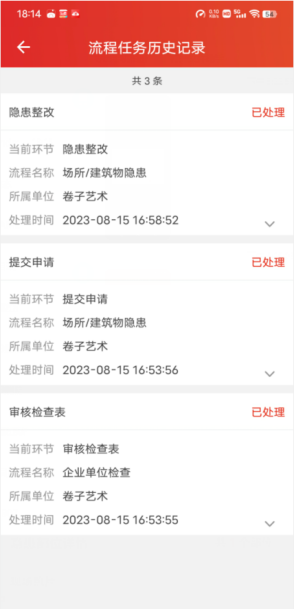 18:14
流程任务历史记录
共 3 条
隐患整改 已处理
当前环节 隐患整改
流程名称 场所/建筑物隐患
所属单位 卷子艺术
处理时间 2023-08-15 16:58:52
提交申请 已处理
当前环节 提交申请
流程名称 场所/建筑物隐患
所属单位 卷子艺术
处理时间 2023-08-15 16:53:56
审核检查表 已处理
当前环节 审核检查表
流程名称 企业单位检查
所属单位 卷子艺术
处理时间 2023-08-15 16:53:55